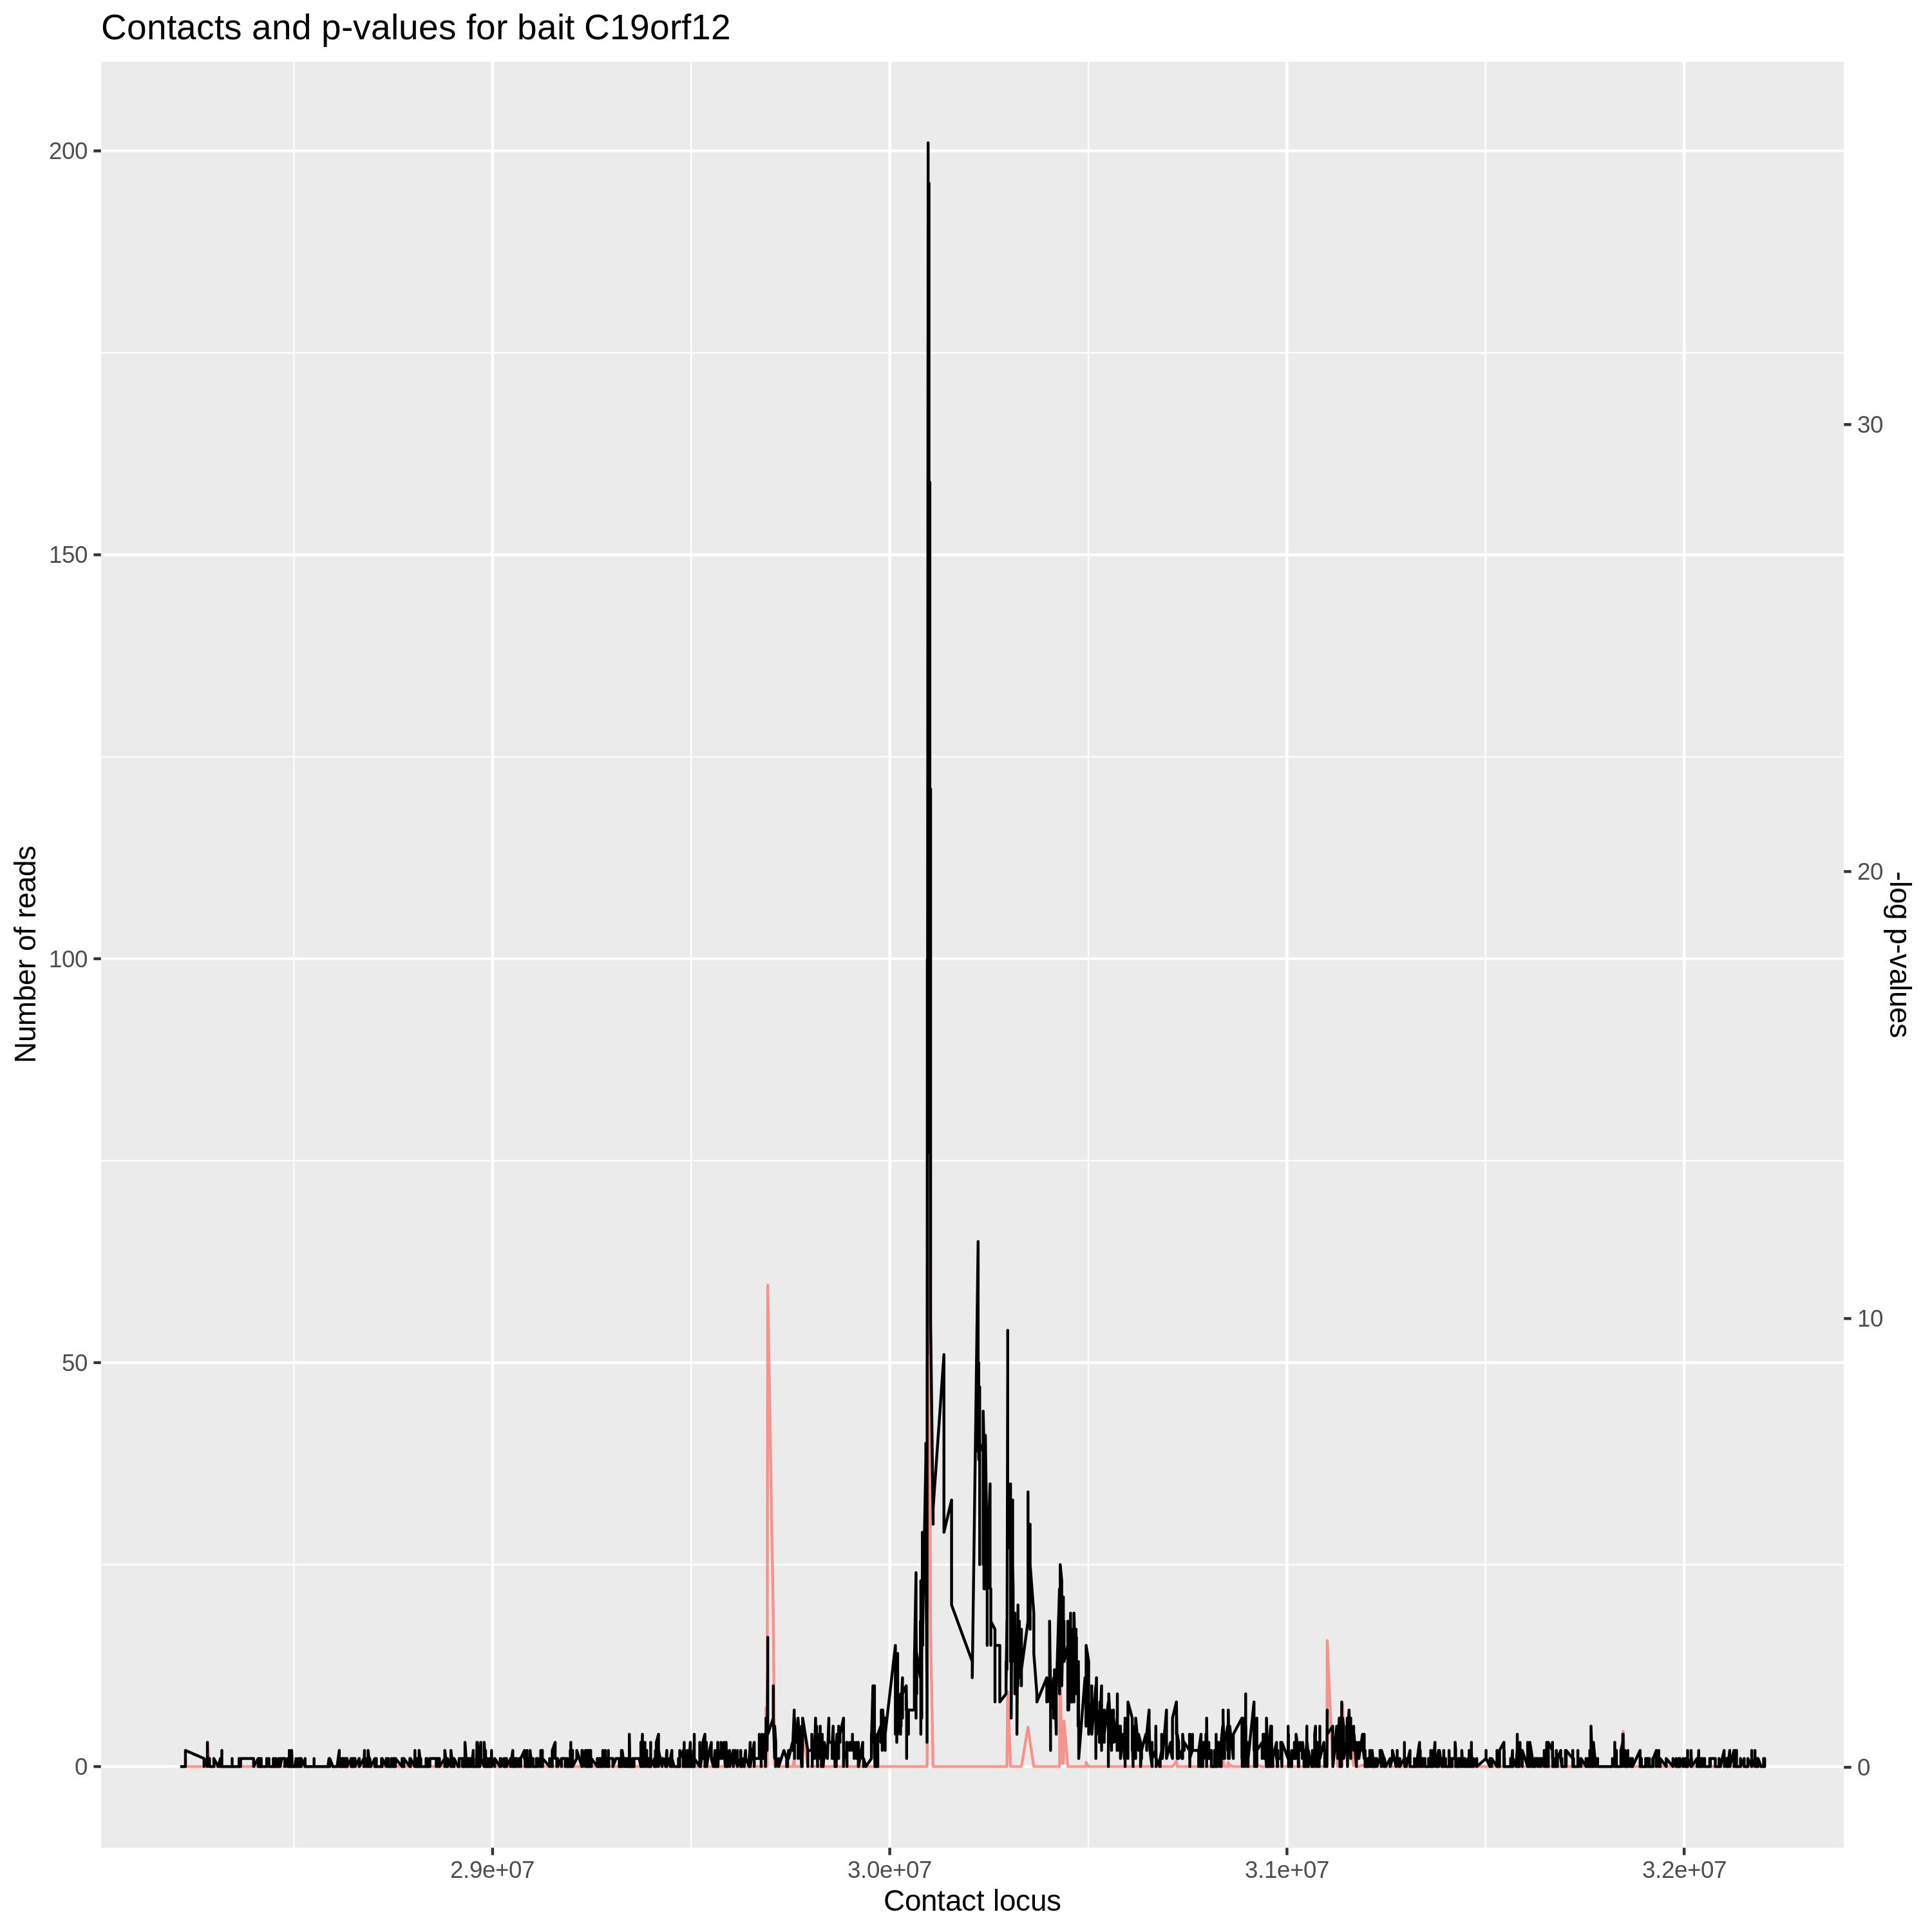 Contacts and p-values for bait C19orf12
200
150
100
50
0
30
20
10
0
Number of reads
-log p-values
2.9e+07
3.0e+07
3.1e+07
3.2e+07
Contact locus